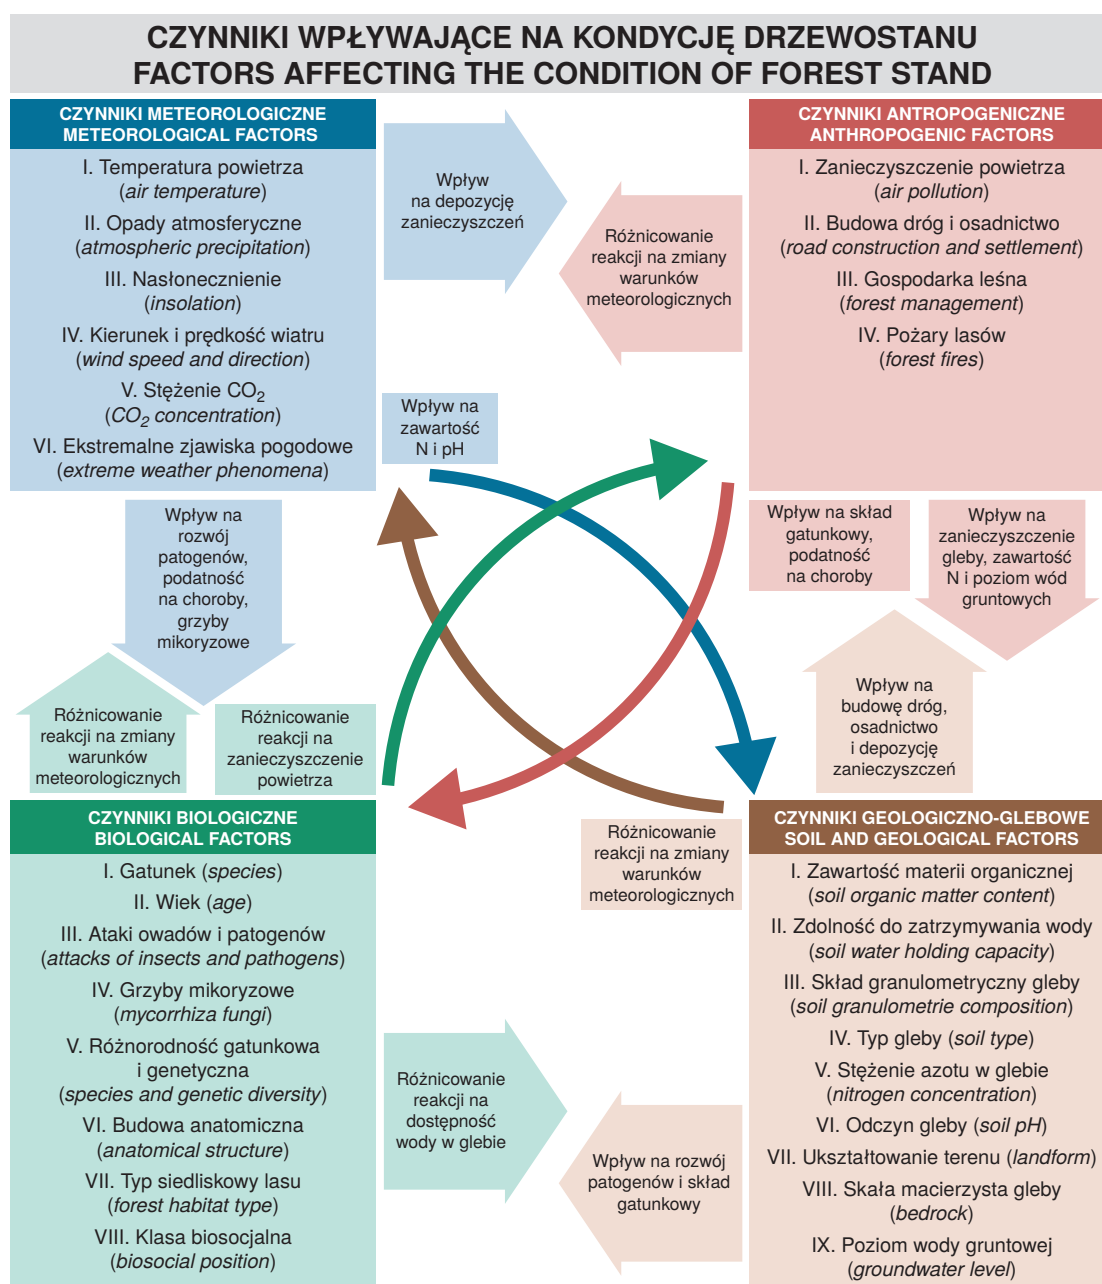 CZYNNIKI WPŁYWAJĄCE NA KONDYCJĘ DRZEWOSTANU
FACTORS AFFECTING THE CONDITION OF FOREST STAND
CZYNNIKI METEOROLOGICZNE
METEOROLOGICAL FACTORS
I. Temperatura powietrza
(air temperature)
II. Opady atmosferyczne
(atmospheric precipitation)
III. Nasłonecznienie
(insolation)
IV. Kierunek i prędkość wiatru
(wind speed and direction)
V. Stężenie CO2
(CO2 concentration)
VI. Ekstremalne zjawiska pogodowe
(extreme weather phenomena)
Wpływ
na depozycję
zanieczyszczeń
Różnicowanie
reakcji na zmiany
warunków
meteorologicznych
CZYNNIKI ANTROPOGENICZNE
ANTHROPOGENIC FACTORS
I. Zanieczyszczenie powietrza
(air pollution)
II. Budowa dróg i osadnictwo
(road construction and settlement)
III. Gospodarka leśna
(forest management)
IV. Pożary lasów
(forest fires)
Wpływ na
zawartość
N i pH
Wpływ na
rozwój
patogenów,
podatność
na choroby,
grzyby
mikoryzowe
Wpływ na skład
gatunkowy,
podatność
na choroby
Wpływ na
zanieczyszczenie
gleby, zawartość
N i poziom wód
gruntowych
Różnicowanie
reakcji na zmiany
warunków
meteorologicznych
Różnicowanie
reakcji na
zanieczyszczenie
powietrza
Wpływ na
budowę dróg,
osadnictwo
i depozycję
zanieczyszczeń
CZYNNIKI BIOLOGICZNE
BIOLOGICAL FACTORS
I. Gatunek (species)
II. Wiek (age)
III. Ataki owadów i patogenów
(attacks of insects and pathogens)
IV. Grzyby mikoryzowe
(mycorrhiza fungi)
V. Różnorodność gatunkowa
i genetyczna
(species and genetic diversity)
VI. Budowa anatomiczna
(anatomical structure)
VII. Typ siedliskowy lasu
(forest habitat type)
VIII. Klasa biosocjalna
(biosocial position)
Różnicowanie
reakcji na zmiany
warunków
meteorologicznych
Różnicowanie
reakcji na
dostępność
wody w glebie
Wpływ na rozwój
patogenów i skład
gatunkowy
CZYNNIKI GEOLOGICZNO-GLEBOWE
SOIL AND GEOLOGICAL FACTORS
I. Zawartość materii organicznej
(soil organic matter content)
II. Zdolność do zatrzymywania wody
(soil water holding capacity)
III. Skład granulometryczny gleby
(soil granulometrie composition)
IV. Typ gleby (soil type)
V. Stężenie azotu w glebie
(nitrogen concentration)
VI. Odczyn gleby (soil pH)
VII. Ukształtowanie terenu (landform)
VIII. Skała macierzysta gleby
(bedrock)
IX. Poziom wody gruntowej
(groundwater level)